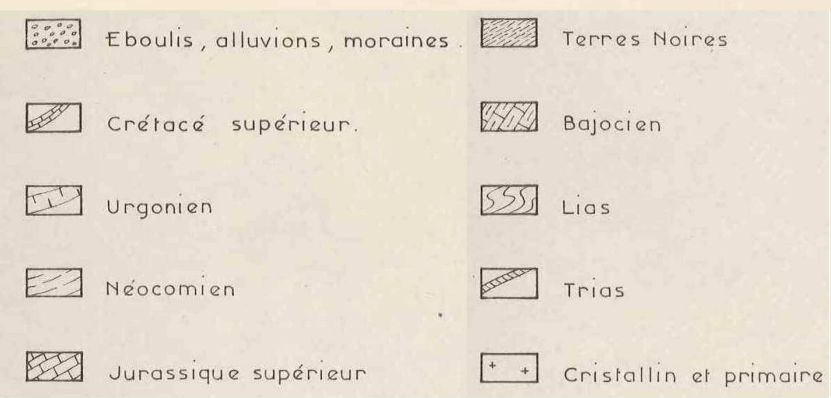 Eboulis, alluvions, moraines.
Crétacé supérieur.
Urgonien
Néocomien
Jurassique supérieur
Terres Noires
Bajocien
Lias
Trias
Cristallin et primaire